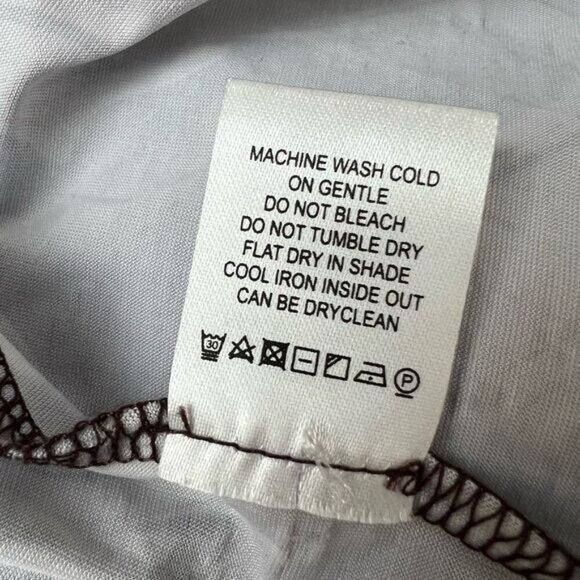 MACHINE WASH COLD
ON GENTLE
DO NOT BLEACH
DO NOT TUMBLE DRY
FLAT DRY IN SHADE
COOL IRON INSIDE OUT
CAN BE DRYCLEAN
30 P